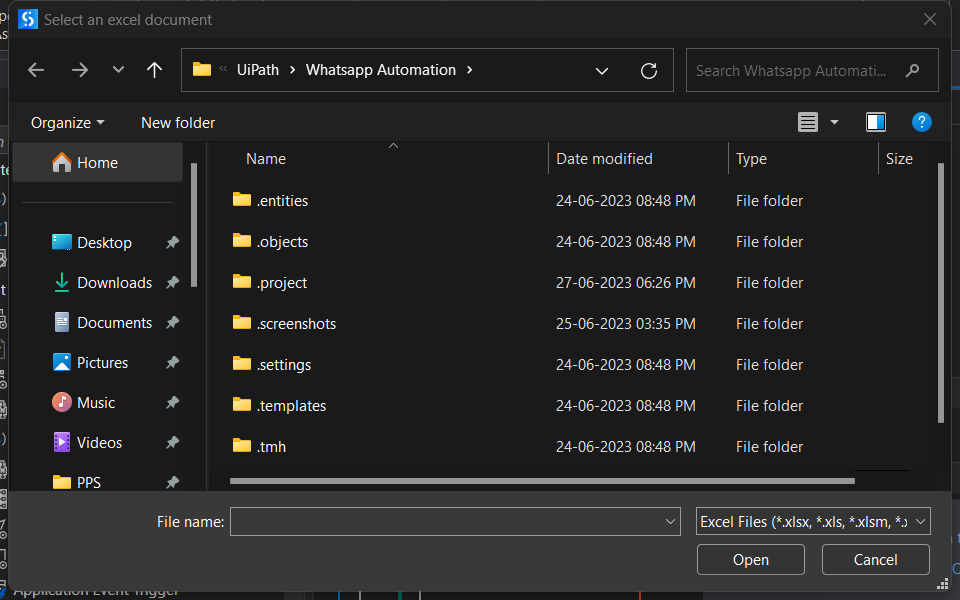 Select an excel document
« UiPath > Whatsapp Automation >
Search Whatsapp Automati...
Organize
New folder
Home
Desktop
Downloads
Documents
Pictures
Music
Videos
PPS
Name Date modified Type Size
.entities 24-06-2023 08:48 PM File folder
.objects 24-06-2023 08:48 PM File folder
.project 27-06-2023 06:26 PM File folder
.screenshots 25-06-2023 03:35 PM File folder
.settings 24-06-2023 08:48 PM File folder
.templates 24-06-2023 08:48 PM File folder
.tmh 24-06-2023 08:48 PM File folder
File name:
Excel Files (*.xlsx, *.xls, *.xlsm, *.x
Open
Cancel
Application Event Trigger